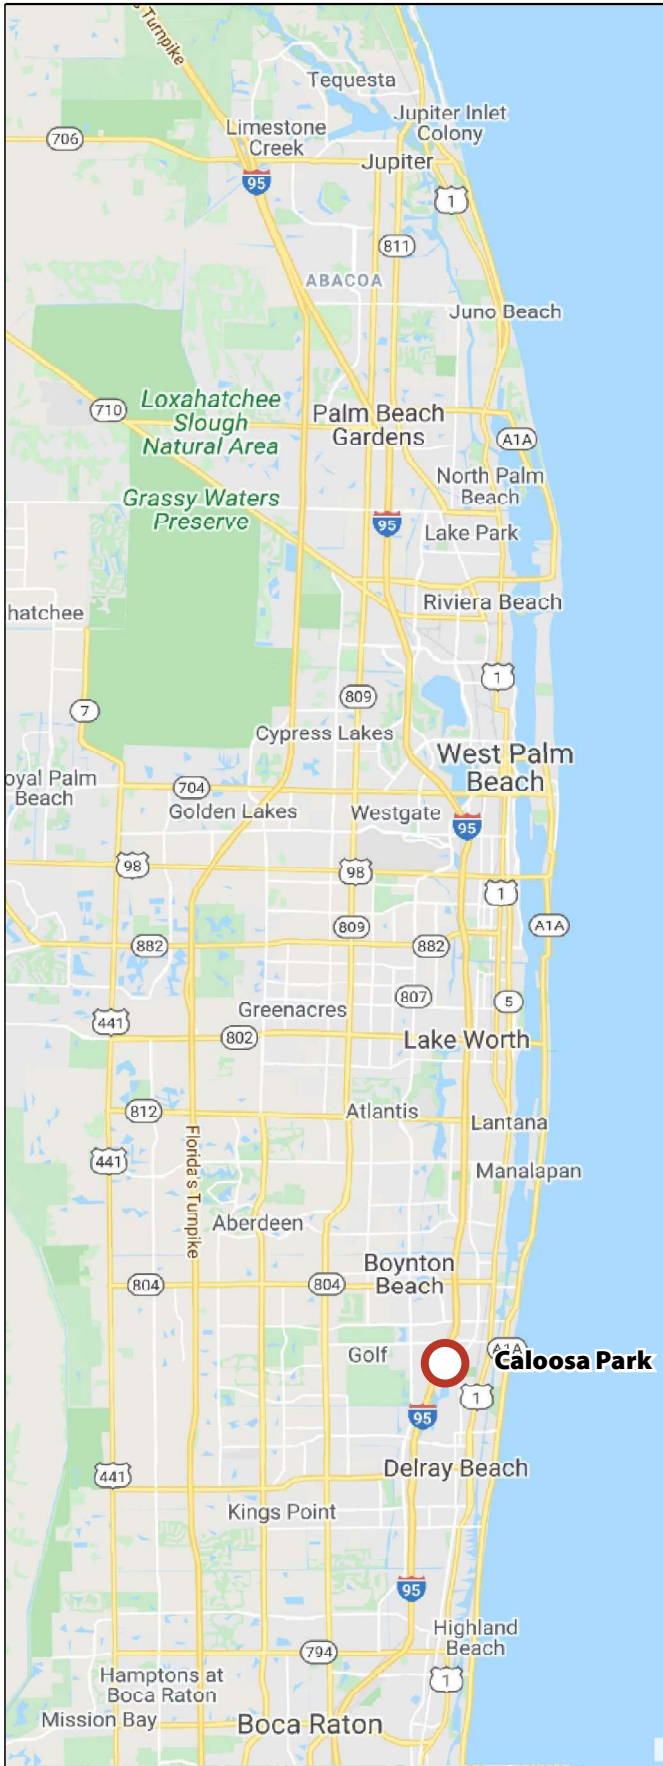 's Turnpike
Tequesta
Jupiter Inlet
Colony
Limestone
Creek
706
Jupiter
95
1
811
ABACOA
Juno Beach
Loxahatchee
Slough
Natural Area
710
Palm Beach
Gardens
A1A
North Palm
Beach
Grassy Waters
Preserve
95
Lake Park
Riviera Beach
hatchee
1
809
7
Cypress Lakes
West Palm
Beach
oyal Palm
Beach
704
Golden Lakes
Westgate
95
98
98
1
809
A1A
882
882
807
5
Greenacres
441
802
Lake Worth
812
Atlantis
Lantana
441
Florida's Turnpike
Manalapan
Aberdeen
Boynton
Beach
804
804
Golf
A1A
Caloosa Park
1
95
Delray Beach
441
Kings Point
95
Highland
Beach
794
Hamptons at
Boca Raton
1
Mission Bay
Boca Raton